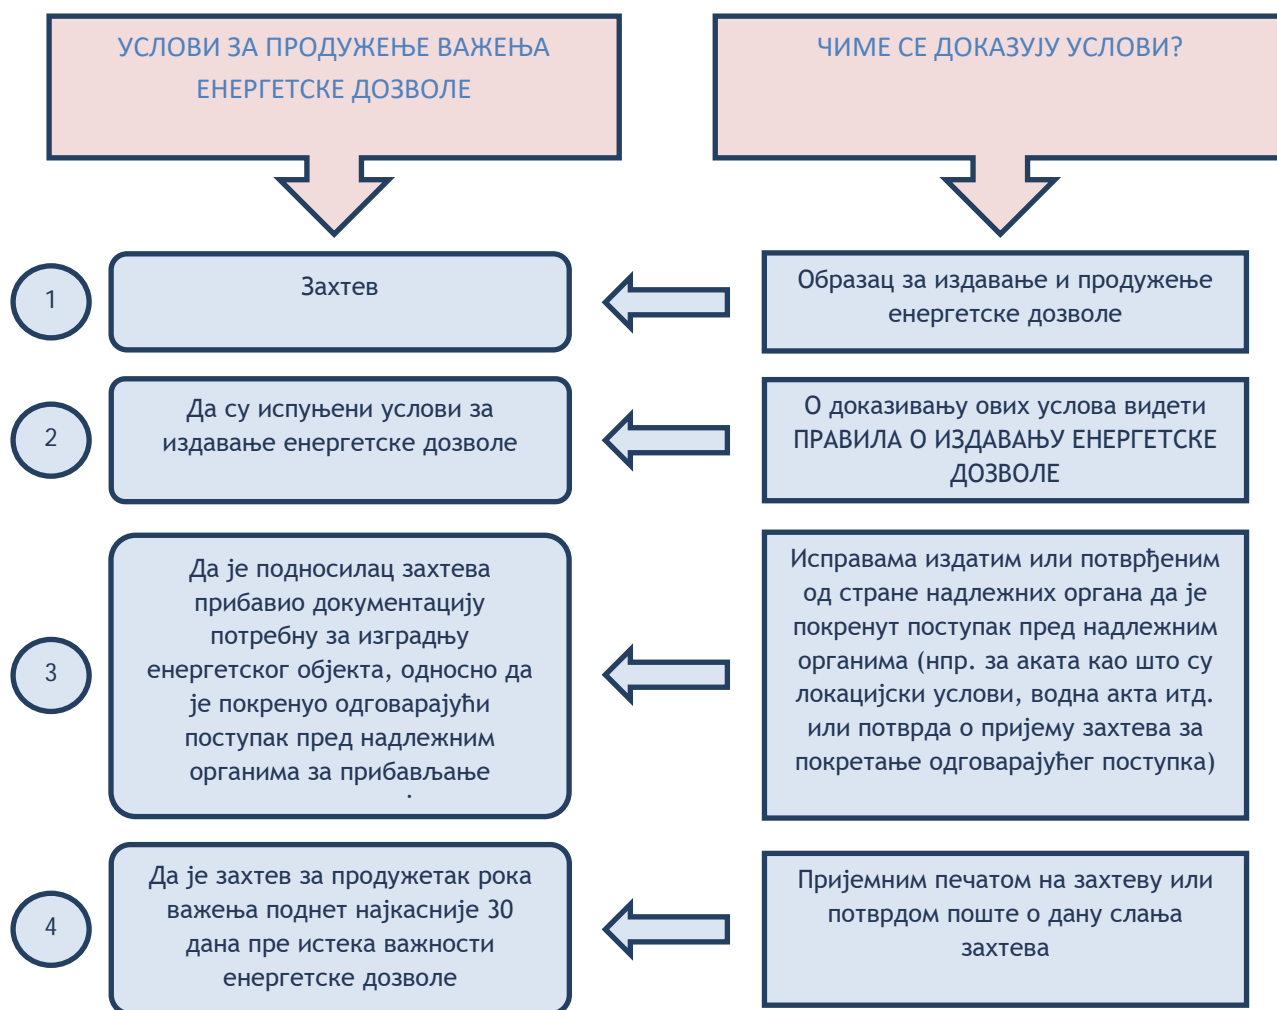 УСЛОВИ ЗА ПРОДУЖЕЊЕ ВАЖЕЊА
ЕНЕРГЕТСКЕ ДОЗВОЛЕ
ЧИМЕ СЕ ДОКАЗУЈУ УСЛОВИ?
1
Захтев
Образац за издавање и продужење
енергетске дозволе
2
Да су испуњени услови за
издавање енергетске дозволе
О доказивању ових услова видети
ПРАВИЛА О ИЗДАВАЊУ ЕНЕРГЕТСКЕ
ДОЗВОЛЕ
3
Да је подносилац захтева
прибавио документацију
потребну за изградњу
енергетског објекта, односно да
је покренуо одговарајући
поступак пред надлежним
органима за прибављање
Исправама издатим или потврђеним
од стране надлежних органа да је
покренут поступак пред надлежним
органима (нпр. за аката као што су
локацијски услови, водна акта итд.
или потврда о пријему захтева за
покретање одговарајућег поступка)
4
Да је захтев за продужетак рока
важења поднет најкасније 30
дана пре истека важности
енергетске дозволе
Пријемним печатом на захтеву или
потврдом поште о дану слања
захтева